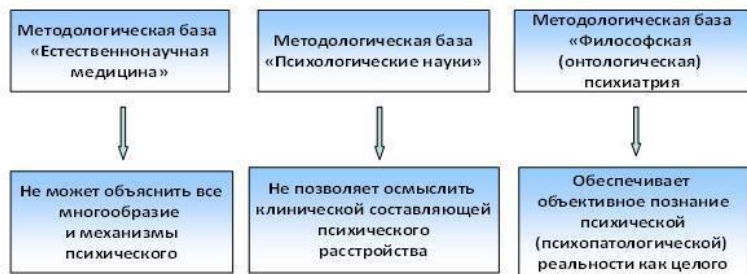 Методологическая база
«Естественнонаучная
медицина»
Методологическая база
«Психологические науки»
Методологическая база
«Философская
(онтологическая)
психиатрия
Не может объяснить все
многообразие
и механизмы
психического
Не позволяет осмыслить
клинической составляющей
психического
расстройства
Обеспечивает
объективное познание
психической
(психопатологической)
реальности как целого